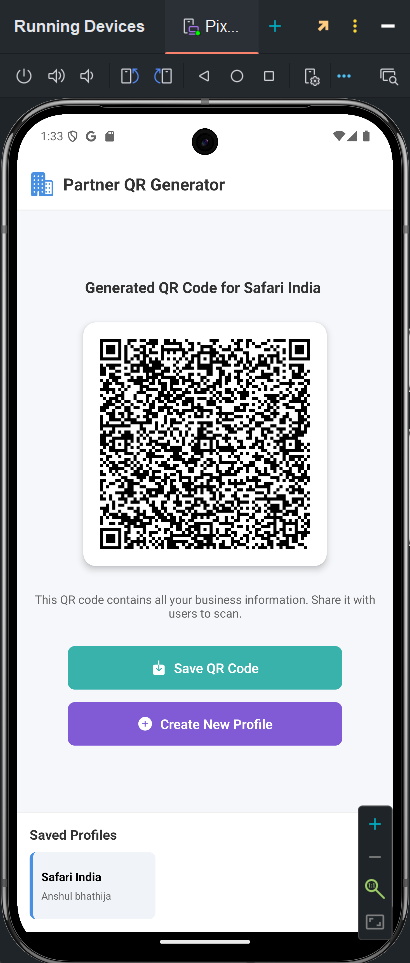 Running Devices
Pix...
1:33
Partner QR Generator
Generated QR Code for Safari India
This QR code contains all your business information. Share it with
users to scan.
Save QR Code
Create New Profile
Saved Profiles
Safari India
Anshul bhathija
1:1